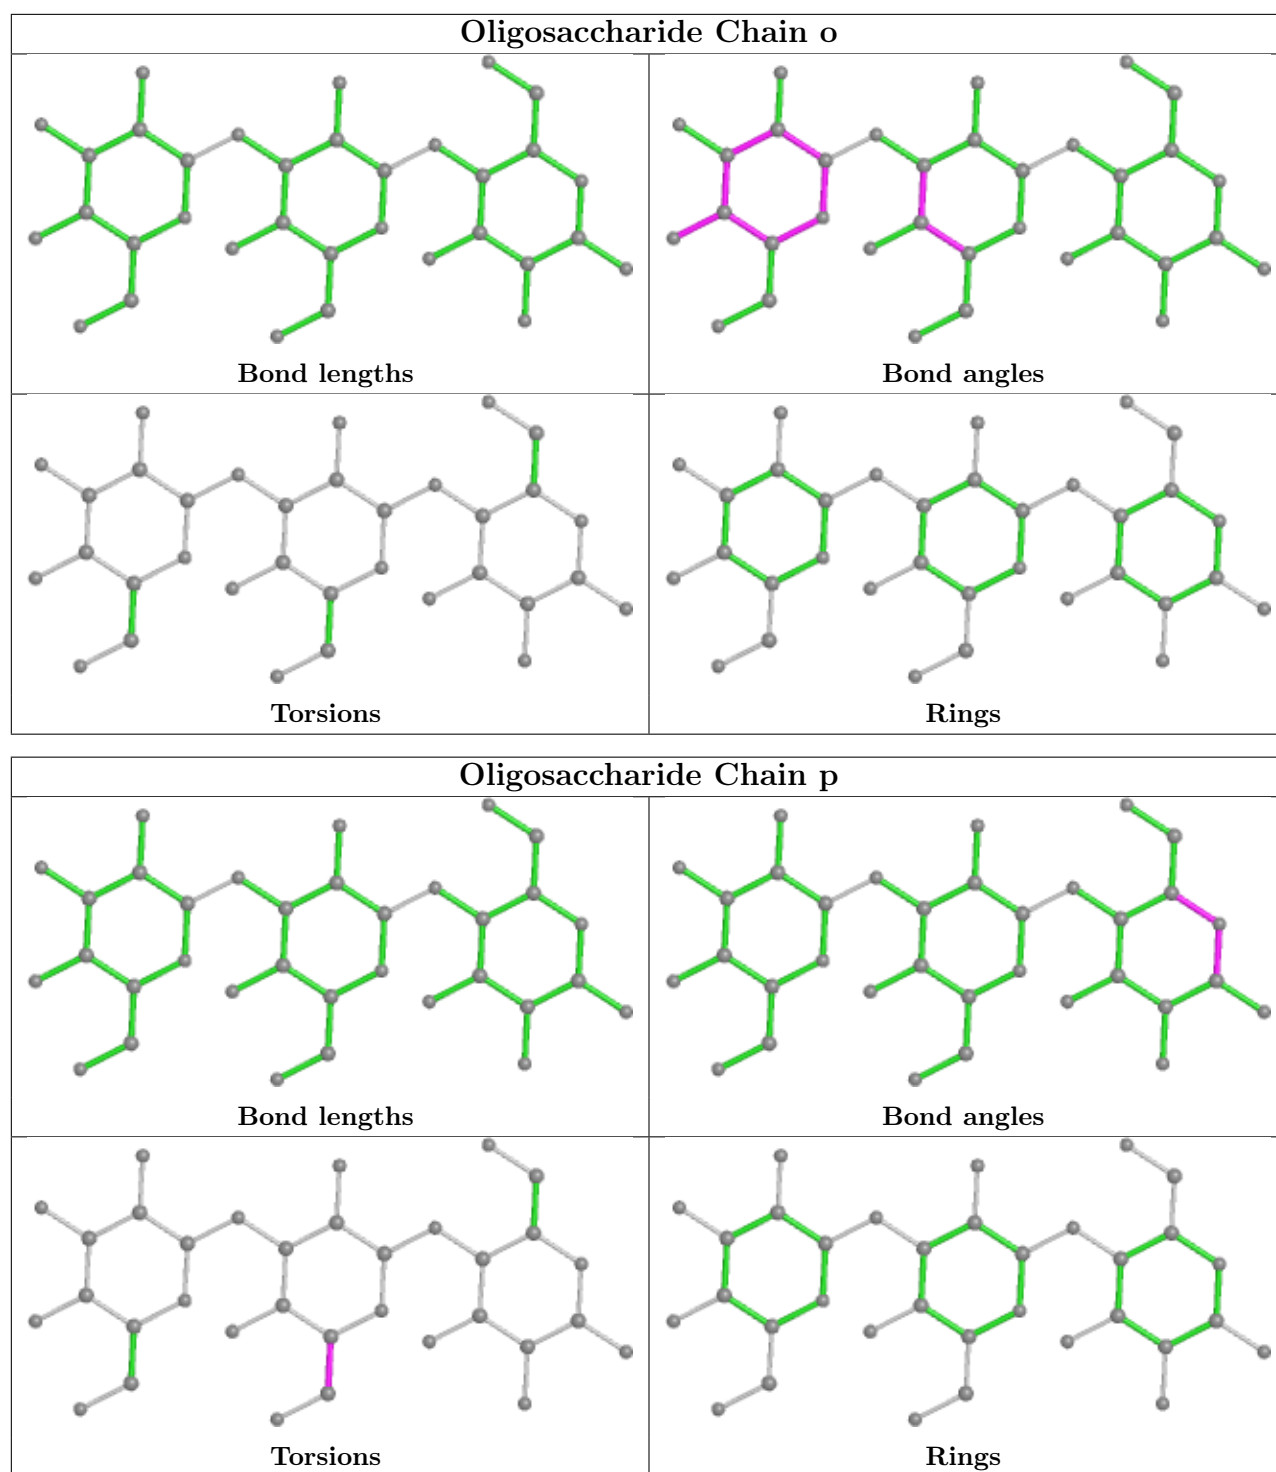 Oligosaccharide Chain o
Bond lengths
Bond angles
Torsions
Rings
Oligosaccharide Chain p
Bond lengths
Bond angles
Torsions
Rings